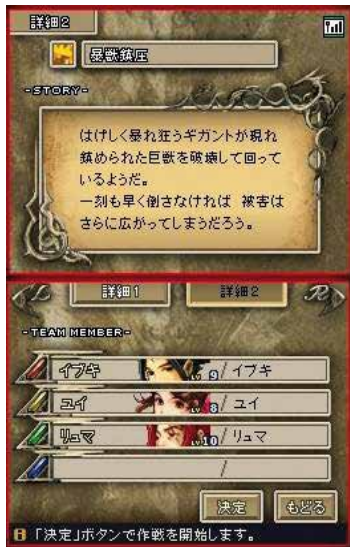 詳細2
暴獣鎮圧
-STORY-
はげしく暴れ狂うギガントが現れ
鎮められた巨獣を破壊して回って
いるようだ。
一刻も早く倒さなければ 被害は
さらに広がってしまうだろう。
L 詳細1 詳細2 R
-TEAM MEMBER-
イブキ Lv 9/ イブキ
ユイ Lv 8/ ユイ
リュマ Lv10/ リュマ
/
決定 もどる
「決定」ボタンで作戦を開始します。